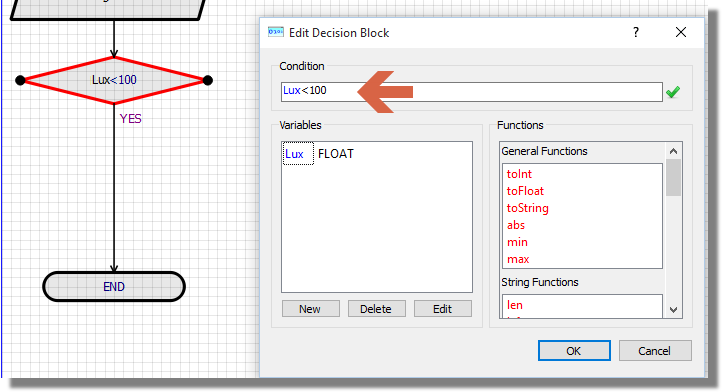 Lux<100
YES
END
Edit Decision Block
Condition
Lux<100
Variables
Lux FLOAT
New
Delete
Edit
Functions
General Functions
toInt
toFloat
toString
abs
min
max
String Functions
len
OK
Cancel